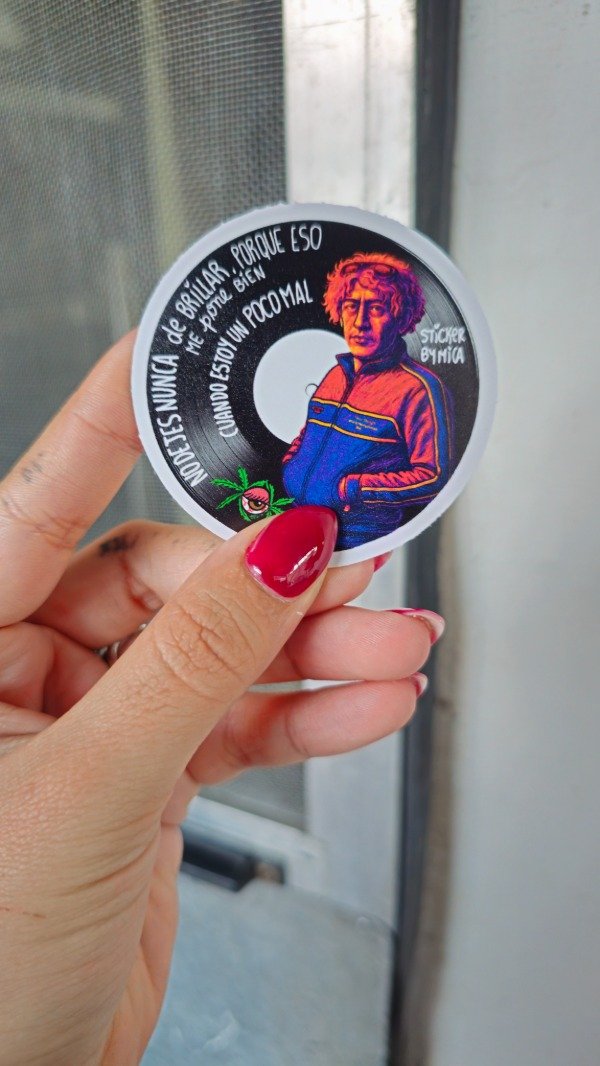 NO DEJES NUNCA de BRILLAR, PORQUE ESO
ME pone BIEN
CUANDO ESTOY UN POCO MAL
STICKER
BY MICA